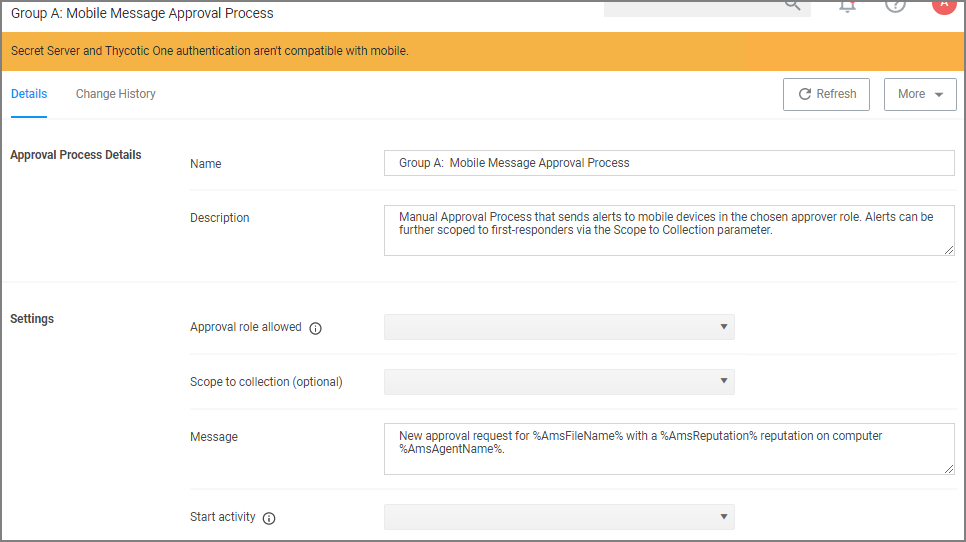 Group A: Mobile Message Approval Process
A
Secret Server and Thycotic One authentication aren't compatible with mobile.
Details
Change History
Refresh
More
Approval Process Details
Name
Group A:  Mobile Message Approval Process
Description
Manual Approval Process that sends alerts to mobile devices in the chosen approver role. Alerts can be
further scoped to first-responders via the Scope to Collection parameter.
Settings
Approval role allowed
Scope to collection (optional)
Message
New approval request for %AmsFileName% with a %AmsReputation% reputation on computer
%AmsAgentName%.
Start activity